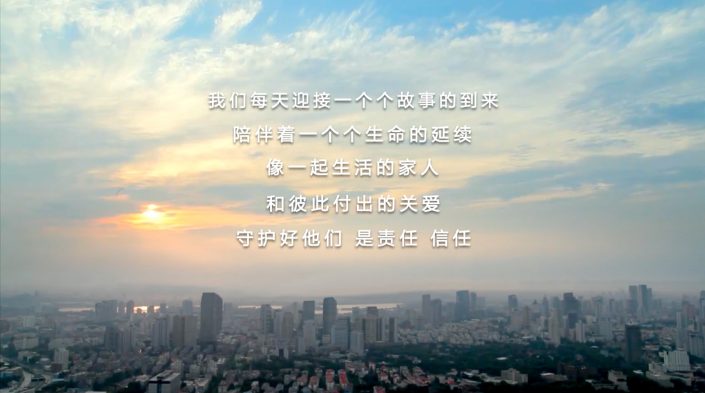 我们每天迎接一个个故事的到来
陪伴着一个个生命的延续
像一起生活的家人
和彼此付出的关爱
守护好他们 是责任 信任